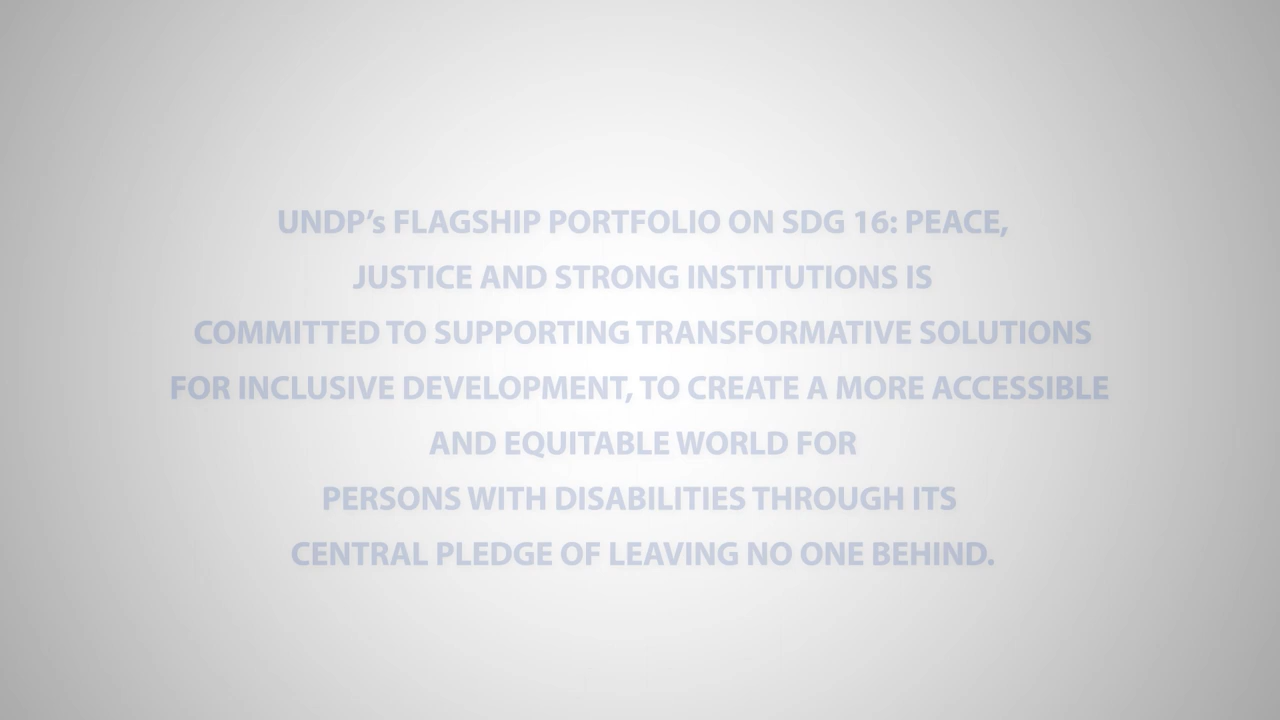 UNDP’s FLAGSHIP PORTFOLIO ON SDG 16: PEACE,
JUSTICE AND STRONG INSTITUTIONS IS
COMMITTED TO SUPPORTING TRANSFORMATIVE SOLUTIONS
FOR INCLUSIVE DEVELOPMENT, TO CREATE A MORE ACCESSIBLE
AND EQUITABLE WORLD FOR
PERSONS WITH DISABILITIES THROUGH ITS
CENTRAL PLEDGE OF LEAVING NO ONE BEHIND.